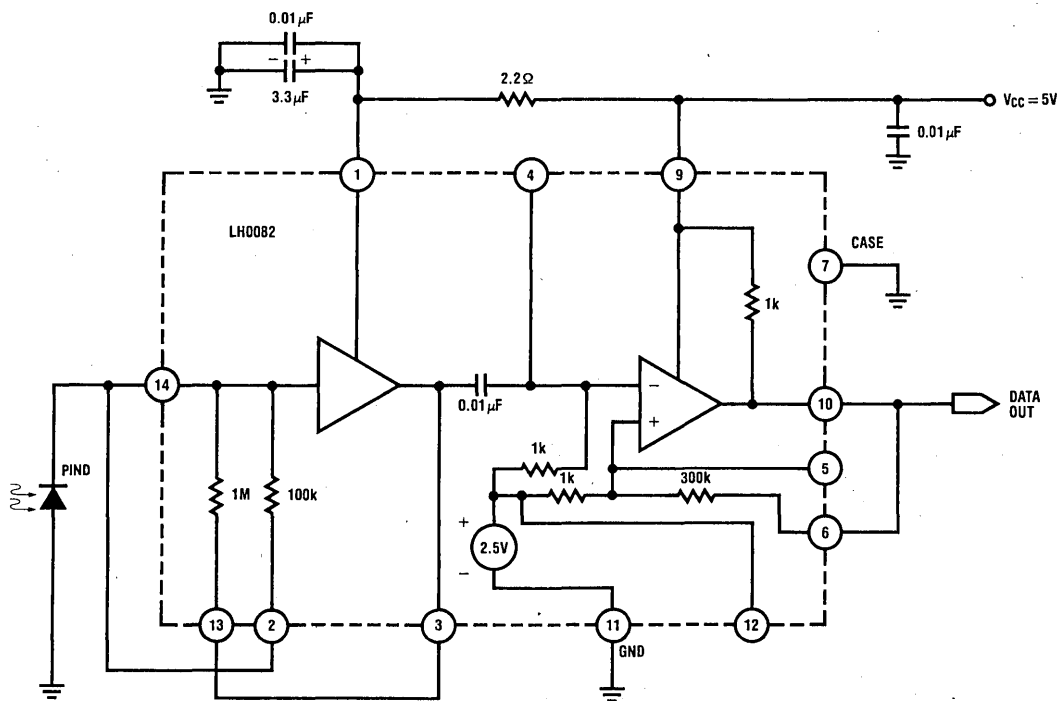 0.01μF
− +
3.3μF
2.2Ω
VCC = 5V
0.01μF
1
4
9
LH0082
CASE
7
1k
14
0.01μF
−
+
10
DATA
OUT
PIND
1M
100k
1k
1k
300k
5
6
+
2.5V
−
13
2
3
11
GND
12